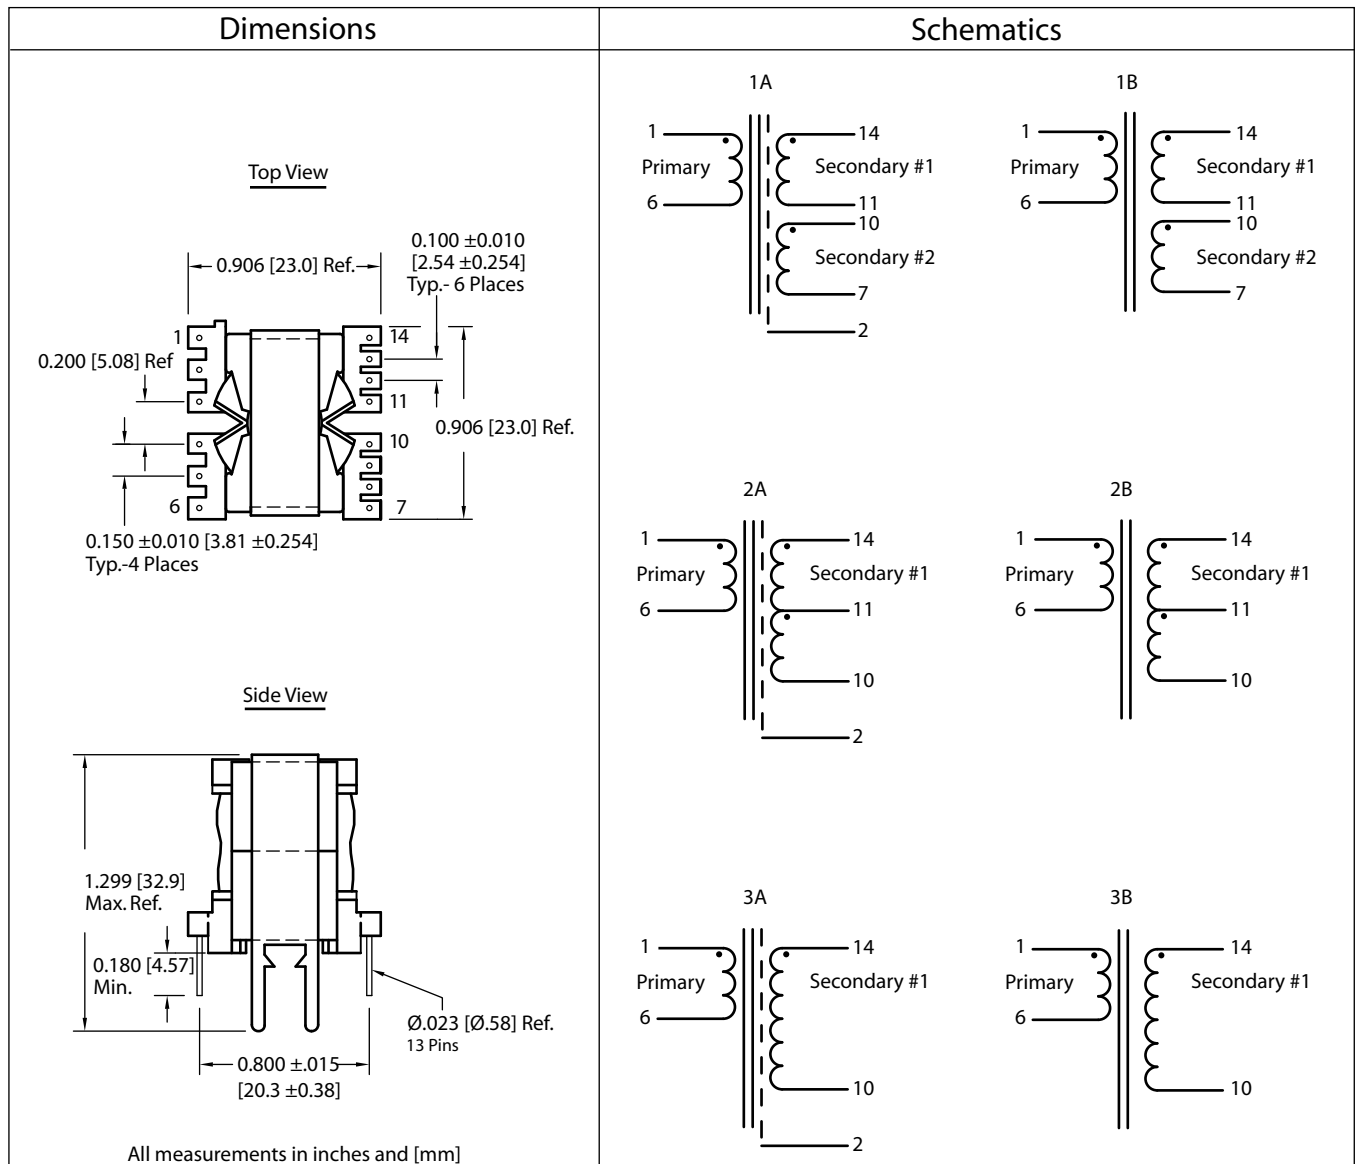 Dimensions
Schematics
Top View
0.906 [23.0] Ref.
0.100 ±0.010
[2.54 ±0.254]
Typ.- 6 Places
1
14
0.200 [5.08] Ref
11
0.906 [23.0] Ref.
10
6
7
0.150 ±0.010 [3.81 ±0.254]
Typ.-4 Places
Side View
1.299 [32.9]
Max. Ref.
0.180 [4.57]
Min.
Ø.023 [Ø.58] Ref.
13 Pins
0.800 ±.015
[20.3 ±0.38]
All measurements in inches and [mm]
1A
1
14
Primary
Secondary #1
6
11
10
Secondary #2
7
2
1B
1
14
Primary
Secondary #1
6
11
10
Secondary #2
7
2A
1
14
Primary
Secondary #1
6
11
10
2
2B
1
14
Primary
Secondary #1
6
11
10
3A
1
14
Primary
Secondary #1
6
10
2
3B
1
14
Primary
Secondary #1
6
10